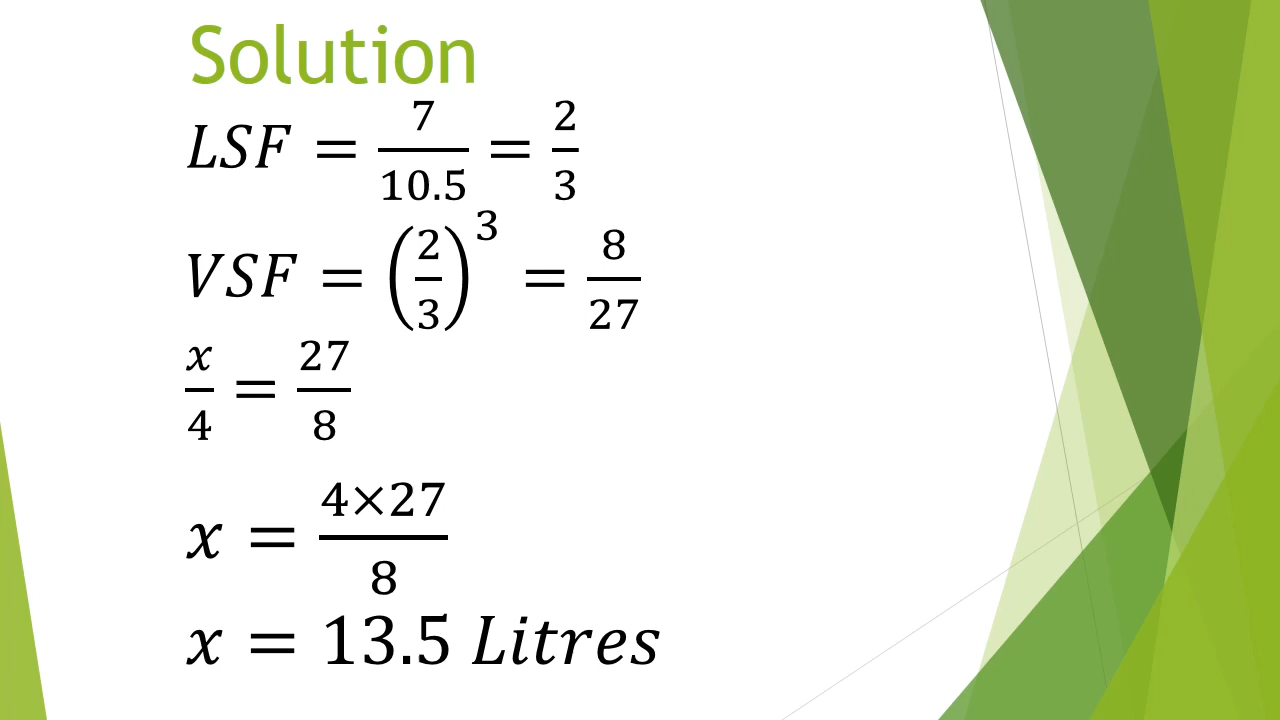 Solution
LSF = 7/10.5 = 2/3
VSF = (2/3)^3 = 8/27
x/4 = 27/8
x = 4×27/8
x = 13.5 Litres